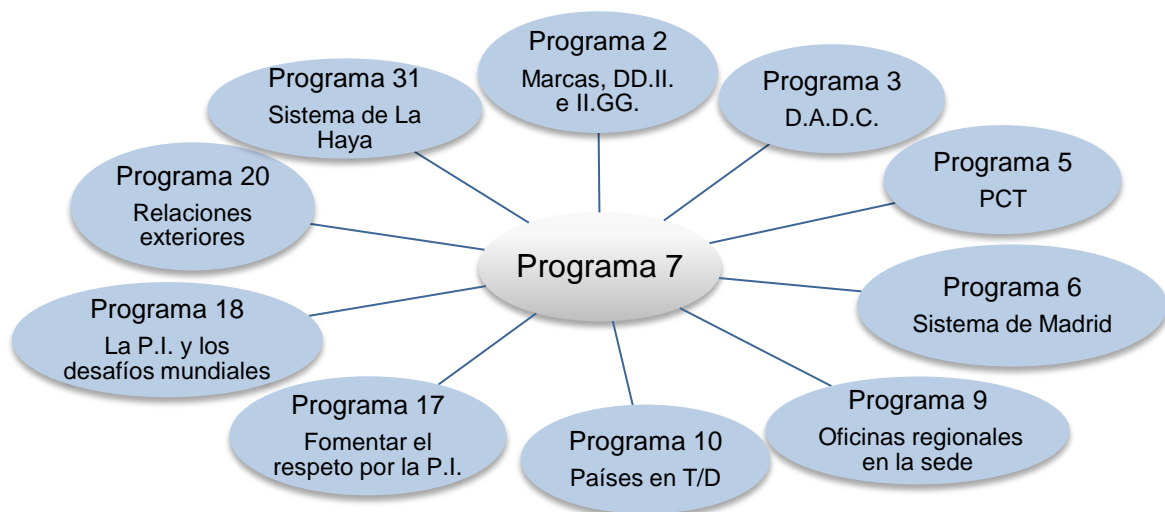 Programa 2
Marcas, DD.II.
e II.GG.
Programa 3
D.A.D.C.
Programa 5
PCT
Programa 6
Sistema de Madrid
Programa 9
Oficinas regionales
en la sede
Programa 10
Países en T/D
Programa 17
Fomentar el
respeto por la P.I.
Programa 18
La P.I. y los
desafíos mundiales
Programa 20
Relaciones
exteriores
Programa 31
Sistema de La
Haya
Programa 7